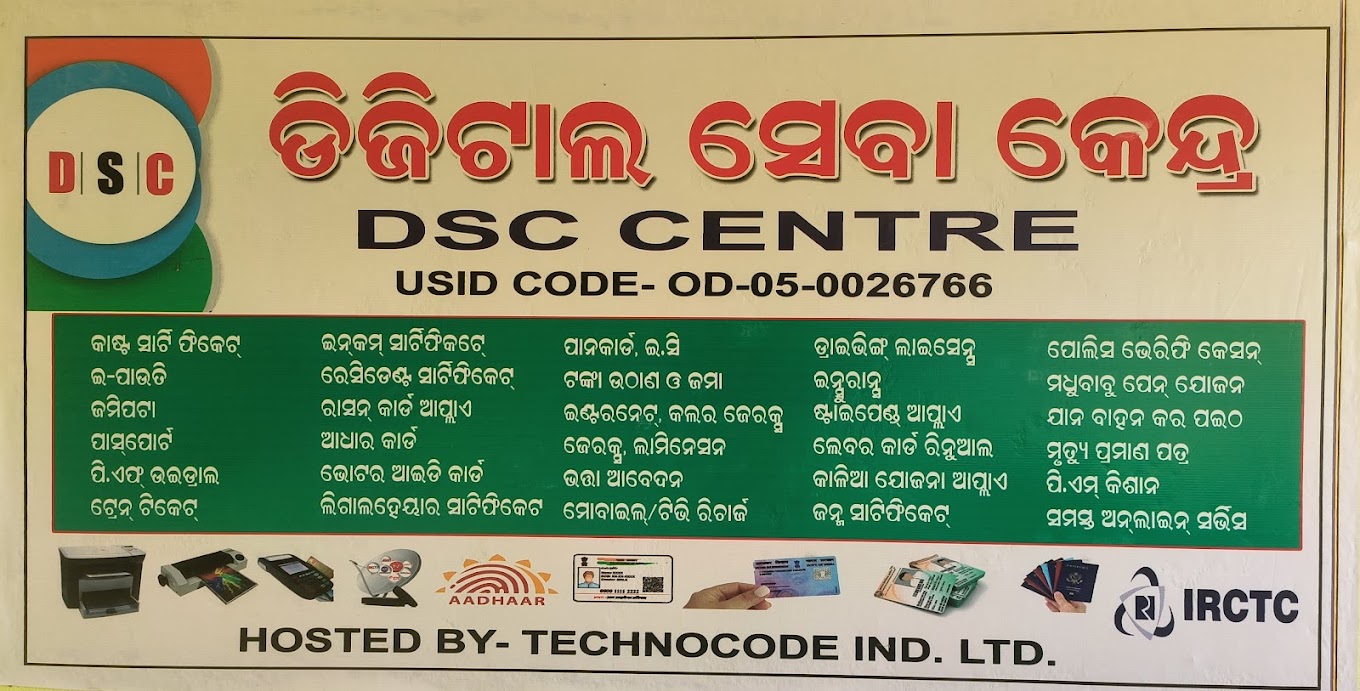 D|S|C
ଡିଜିଟାଲ ସେବା କେନ୍ଦ୍ର
DSC CENTRE
USID CODE- OD-05-0026766
କାଷ୍ଟ ସାର୍ଟି ଫିକେଟ୍
ଇ-ପାଉତି
ଜମିପଟା
ପାସ୍‌ପୋର୍ଟ
ପି.ଏଫ୍ ଉଇଡ୍ରାଲ
ଟ୍ରେନ୍ ଟିକେଟ୍
ଇନ୍‌କମ୍ ସାର୍ଟିଫିକଟେ୍
ରେସିଡେଣ୍ଟ ସାର୍ଟିଫିକେଟ୍
ରାସନ୍ କାର୍ଡ ଆପ୍ଲାଏ
ଆଧାର କାର୍ଡ
ଭୋଟର ଆଇଡି କାର୍ଡ
ଲିଗାଲହେୟାର ସାଟିଫିକେଟ
ପାନକାର୍ଡ, ଇ.ସି
ଟଙ୍କା ଉଠାଣ ଓ ଜମା
ଇଣ୍ଟରନେଟ୍, କଲର ଜେରକ୍ସ
ଜେରକ୍ସ, ଲାମିନେସନ
ଭତ୍ତା ଆବେଦନ
ମୋବାଇଲ୍/ଟିଭି ରିଚାର୍ଜ
ଡ୍ରାଇଭିଙ୍ଗ୍ ଲାଇସେନ୍ସ
ଇନ୍ସୁରାନ୍ସ
ଷ୍ଟାଇପେଣ୍ଡ୍ ଆପ୍ଲାଏ
ଲେବର କାର୍ଡ ରିନୁଆଲ
କାଳିଆ ଯୋଜନା ଆପ୍ଲାଏ
ଜନ୍ମ ସାଟିଫିକେଟ୍
ପୋଲିସ ଭେରିଫି କେସନ୍
ମଧୁବାବୁ ପେନ୍ ଯୋଜନ
ଯାନ ବାହନ କର ପଇଠ
ମୃତ୍ୟୁ ପ୍ରମାଣ ପତ୍ର
ପି.ଏମ୍ କିଶାନ
ସମସ୍ତ ଅନ୍‌ଲାଇନ୍ ସର୍ଭିସ
AADHAAR
IRCTC
HOSTED BY- TECHNOCODE IND. LTD.